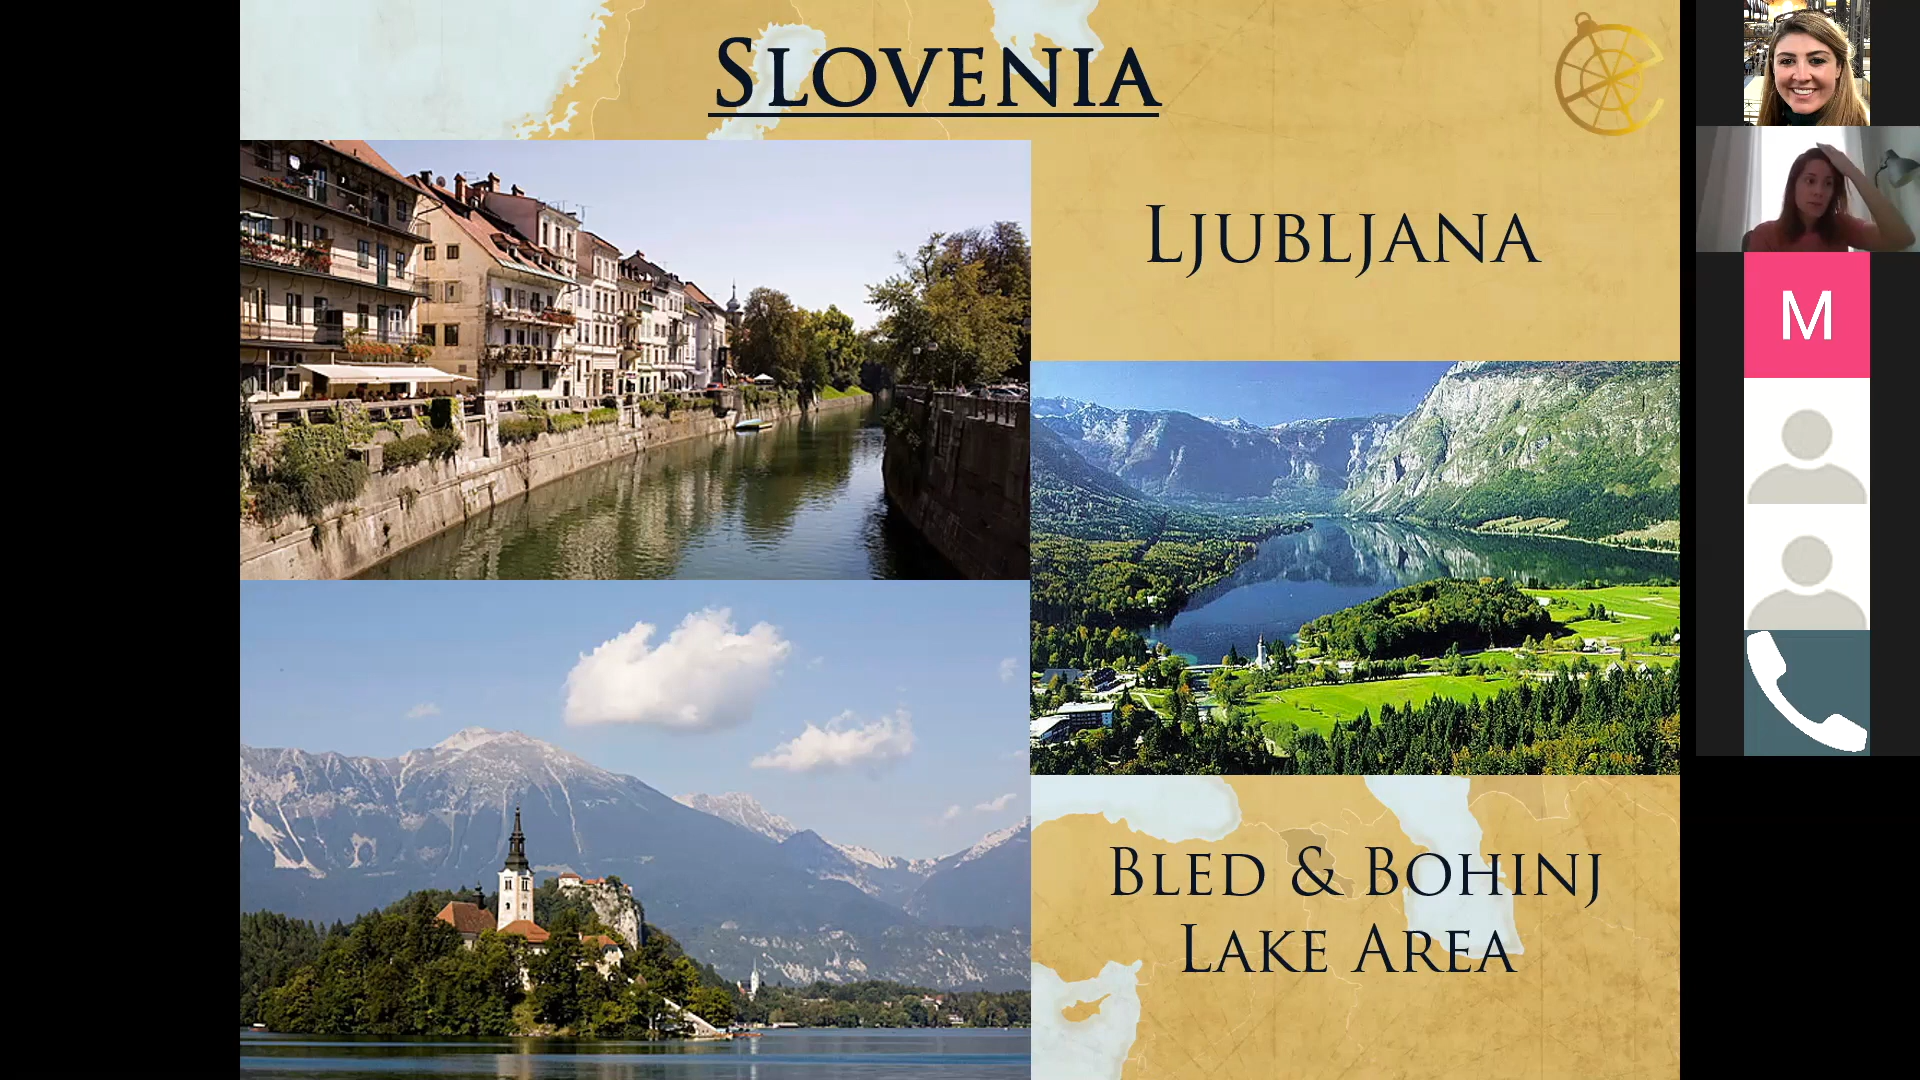 SLOVENIA
LJUBLJANA
BLED & BOHINJ
LAKE AREA
M